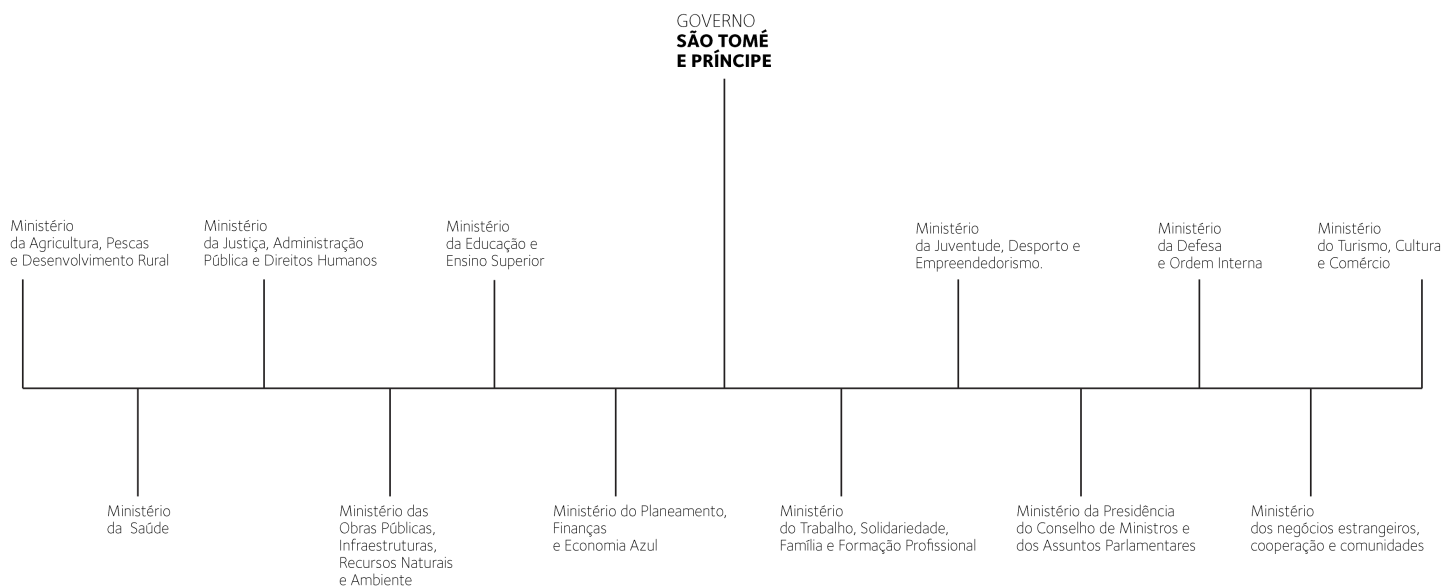 GOVERNO
SÃO TOMÉ
E PRÍNCIPE
Ministério
da Agricultura, Pescas
e Desenvolvimento Rural
Ministério
da Justiça, Administração
Pública e Direitos Humanos
Ministério
da Educação e
Ensino Superior
Ministério
da Juventude, Desporto e
Empreendedorismo.
Ministério
da Defesa
e Ordem Interna
Ministério
do Turismo, Cultura
e Comércio
Ministério
da Saúde
Ministério das
Obras Públicas,
Infraestruturas,
Recursos Naturais
e Ambiente
Ministério do Planeamento,
Finanças
e Economia Azul
Ministério
do Trabalho, Solidariedade,
Família e Formação Profissional
Ministério da Presidência
do Conselho de Ministros e
dos Assuntos Parlamentares
Ministério
dos negócios estrangeiros,
cooperação e comunidades